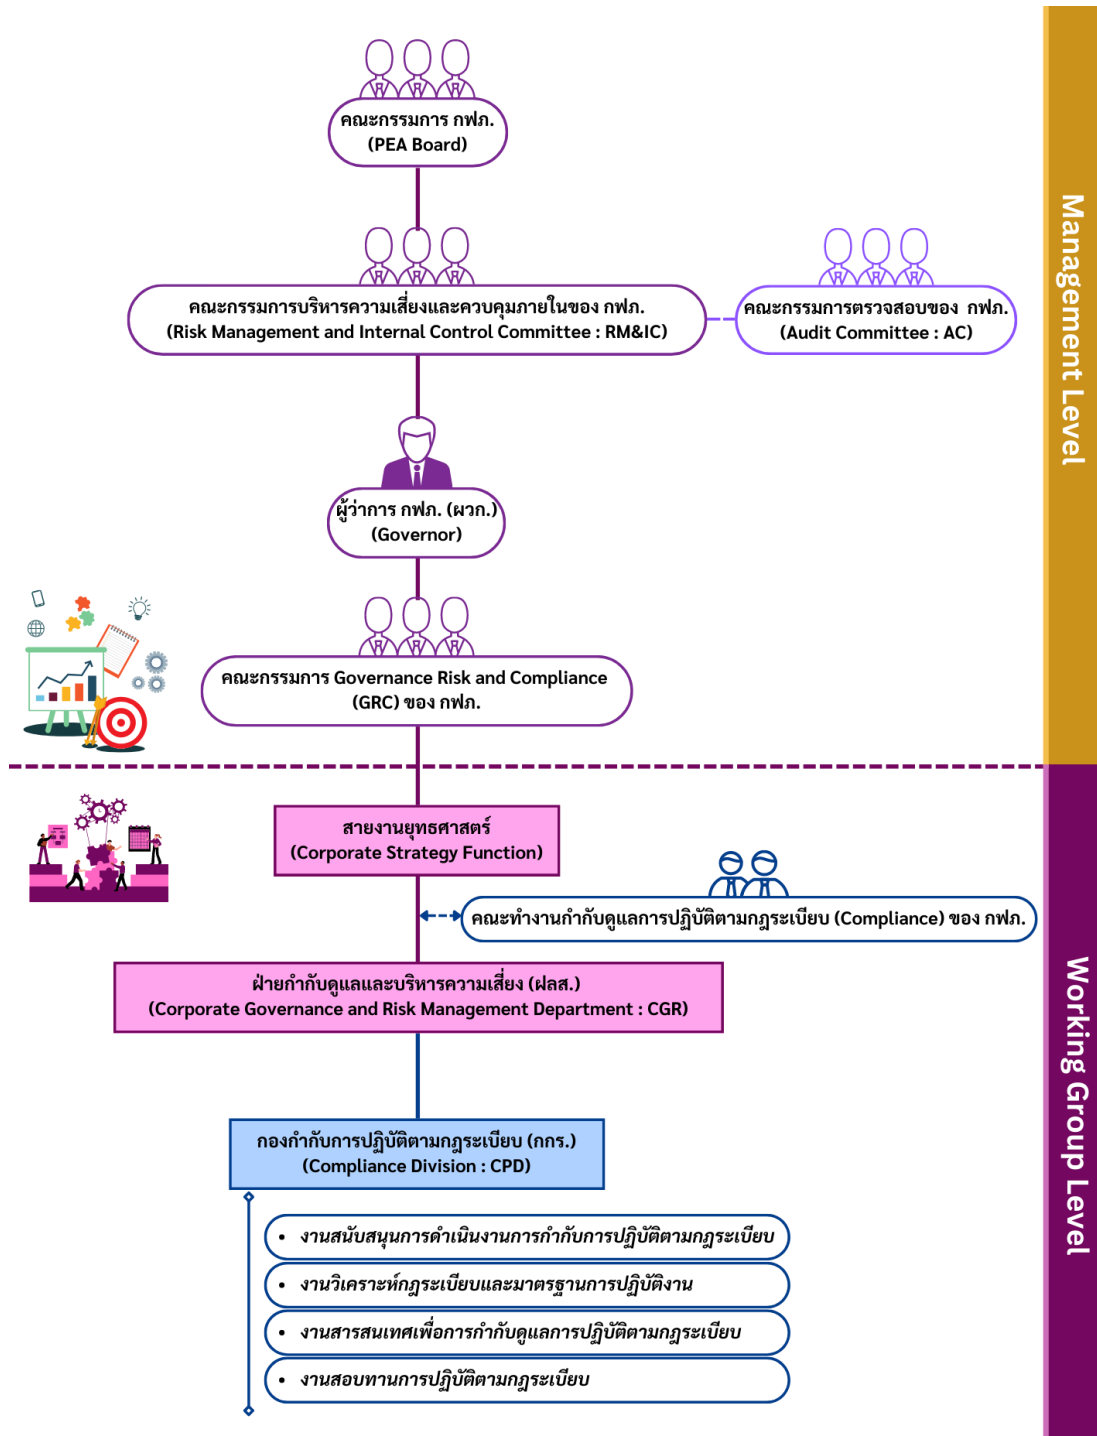 คณะกรรมการ กฟภ.
(PEA Board)
คณะกรรมการบริหารความเสี่ยงและควบคุมภายในของ กฟภ.
(Risk Management and Internal Control Committee : RM&IC)
คณะกรรมการตรวจสอบของ กฟภ.
(Audit Committee : AC)
ผู้ว่าการ กฟภ. (ผวก.)
(Governor)
คณะกรรมการ Governance Risk and Compliance
(GRC) ของ กฟภ.
Management Level
สายงานยุทธศาสตร์
(Corporate Strategy Function)
คณะทำงานกำกับดูแลการปฏิบัติตามกฎระเบียบ (Compliance) ของ กฟภ.
ฝ่ายกำกับดูแลและบริหารความเสี่ยง (ฝลส.)
(Corporate Governance and Risk Management Department : CGR)
กองกำกับการปฏิบัติตามกฎระเบียบ (กกร.)
(Compliance Division : CPD)
• งานสนับสนุนการดำเนินงานการกำกับการปฏิบัติตามกฎระเบียบ
• งานวิเคราะห์กฎระเบียบและมาตรฐานการปฏิบัติงาน
• งานสารสนเทศเพื่อการกำกับดูแลการปฏิบัติตามกฎระเบียบ
• งานสอบทานการปฏิบัติตามกฎระเบียบ
Working Group Level